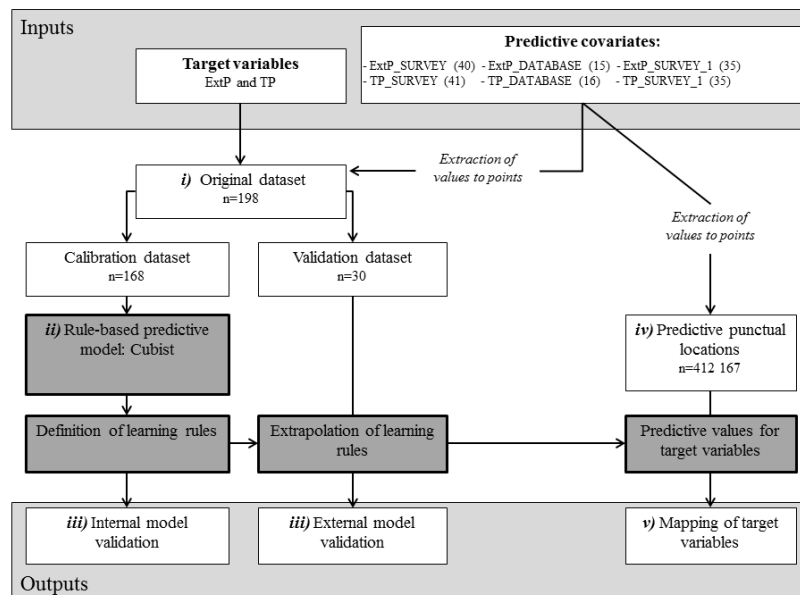 Inputs
Target variables
ExtP and TP
Predictive covariates:
- ExtP_SURVEY (40) - ExtP_DATABASE (15) - ExtP_SURVEY_1 (35)
- TP_SURVEY (41) - TP_DATABASE (16) - TP_SURVEY_1 (35)
Extraction of
values to points
i) Original dataset
n=198
Extraction of
values to points
Calibration dataset
n=168
Validation dataset
n=30
ii) Rule-based predictive
model: Cubist
iv) Predictive punctual
locations
n=412 167
Definition of learning rules
Extrapolation of learning
rules
Predictive values for
target variables
iii) Internal model
validation
iii) External model
validation
v) Mapping of target
variables
Outputs